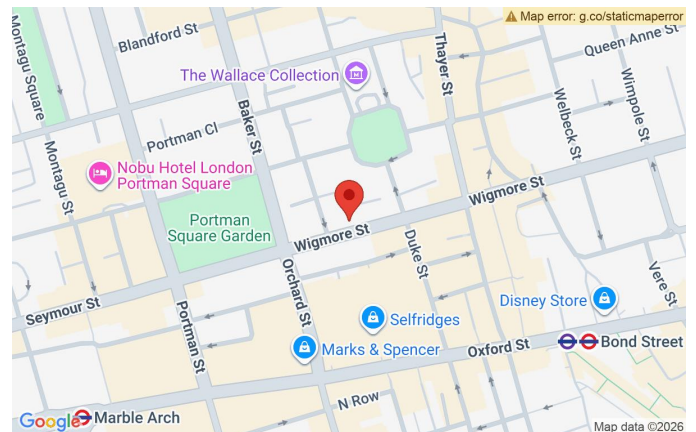 Map error: g.co/staticmaperror
Montagu Square
Blandford St
Thayer St
Queen Anne St
The Wallace Collection
Baker St
Welbeck St
Wimpole St
Portman Cl
Montagu St
Nobu Hotel London
Portman Square
Wigmore St
Portman
Square Garden
Wigmore St
Duke St
Orchard St
Vere St
Seymour St
Portman St
Disney Store
Selfridges
Marks & Spencer
Oxford St
Bond Street
N Row
Google
Marble Arch
Map data ©2026